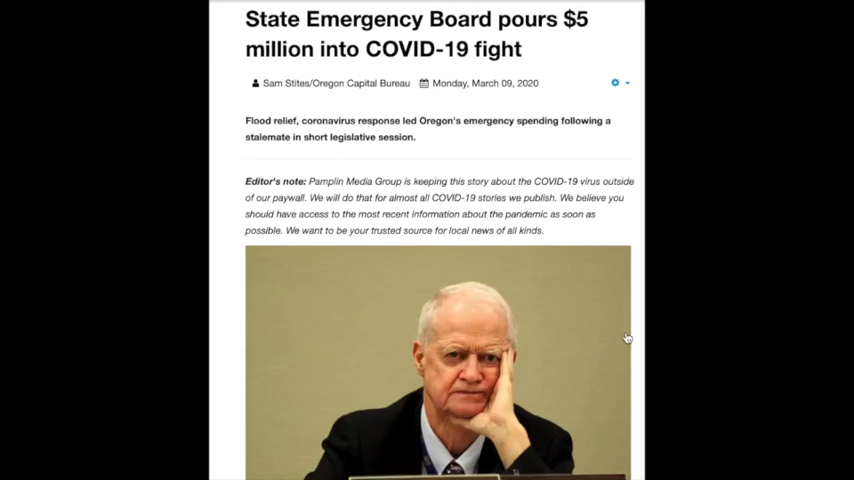 State Emergency Board pours $5
million into COVID-19 fight
Sam Stites/Oregon Capital Bureau Monday, March 09, 2020
Flood relief, coronavirus response led Oregon's emergency spending following a
stalemate in short legislative session.
Editor's note: Pamplin Media Group is keeping this story about the COVID-19 virus outside
of our paywall. We will do that for almost all COVID-19 stories we publish. We believe you
should have access to the most recent information about the pandemic as soon as
possible. We want to be your trusted source for local news of all kinds.